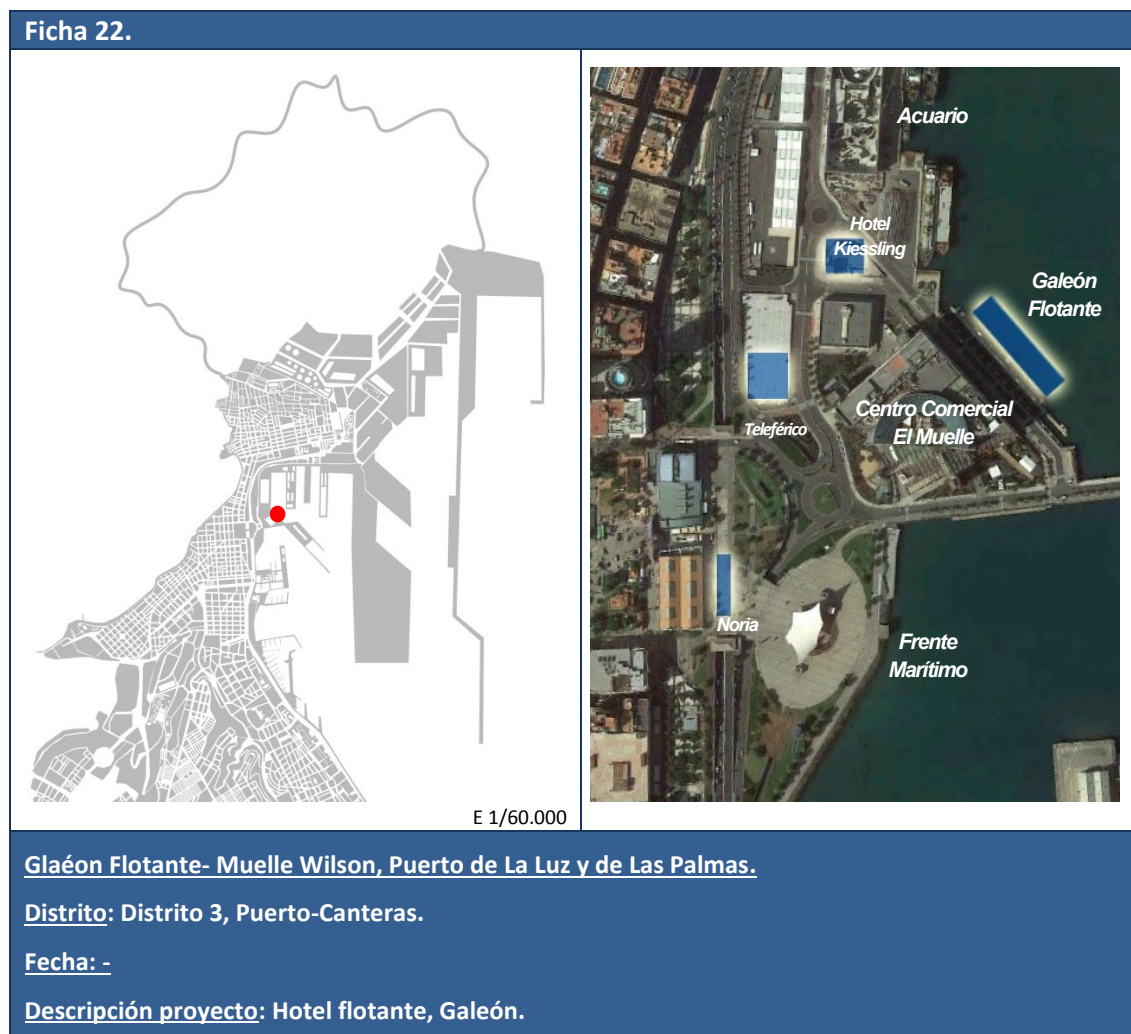 Ficha 22.
E 1/60.000
Acuario
Hotel
Kiessling
Galeón
Flotante
Centro Comercial
El Muelle
Teleférico
Noria
Frente
Marítimo
Glaéon Flotante- Muelle Wilson, Puerto de La Luz y de Las Palmas.
Distrito: Distrito 3, Puerto-Canteras.
Fecha: -
Descripción proyecto: Hotel flotante, Galeón.